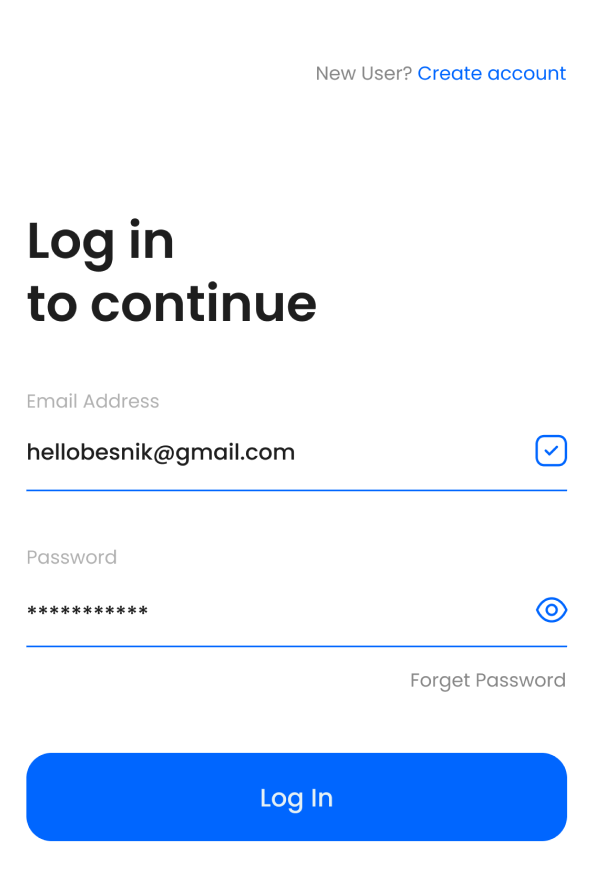 New User? Create account
Log in
to continue
Email Address
hellobesnik@gmail.com
Password
***********
Forget Password
Log In